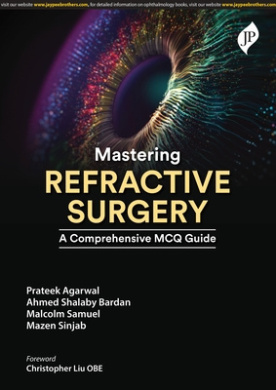 visit our website www.jaypeebrothers.com, for detailed information on ophthalmology books, visit our website www.jaypeebrothers.com,
JP
Mastering
REFRACTIVE
SURGERY
A Comprehensive MCQ Guide
Prateek Agarwal
Ahmed Shalaby Bardan
Malcolm Samuel
Mazen Sinjab
Foreword
Christopher Liu OBE